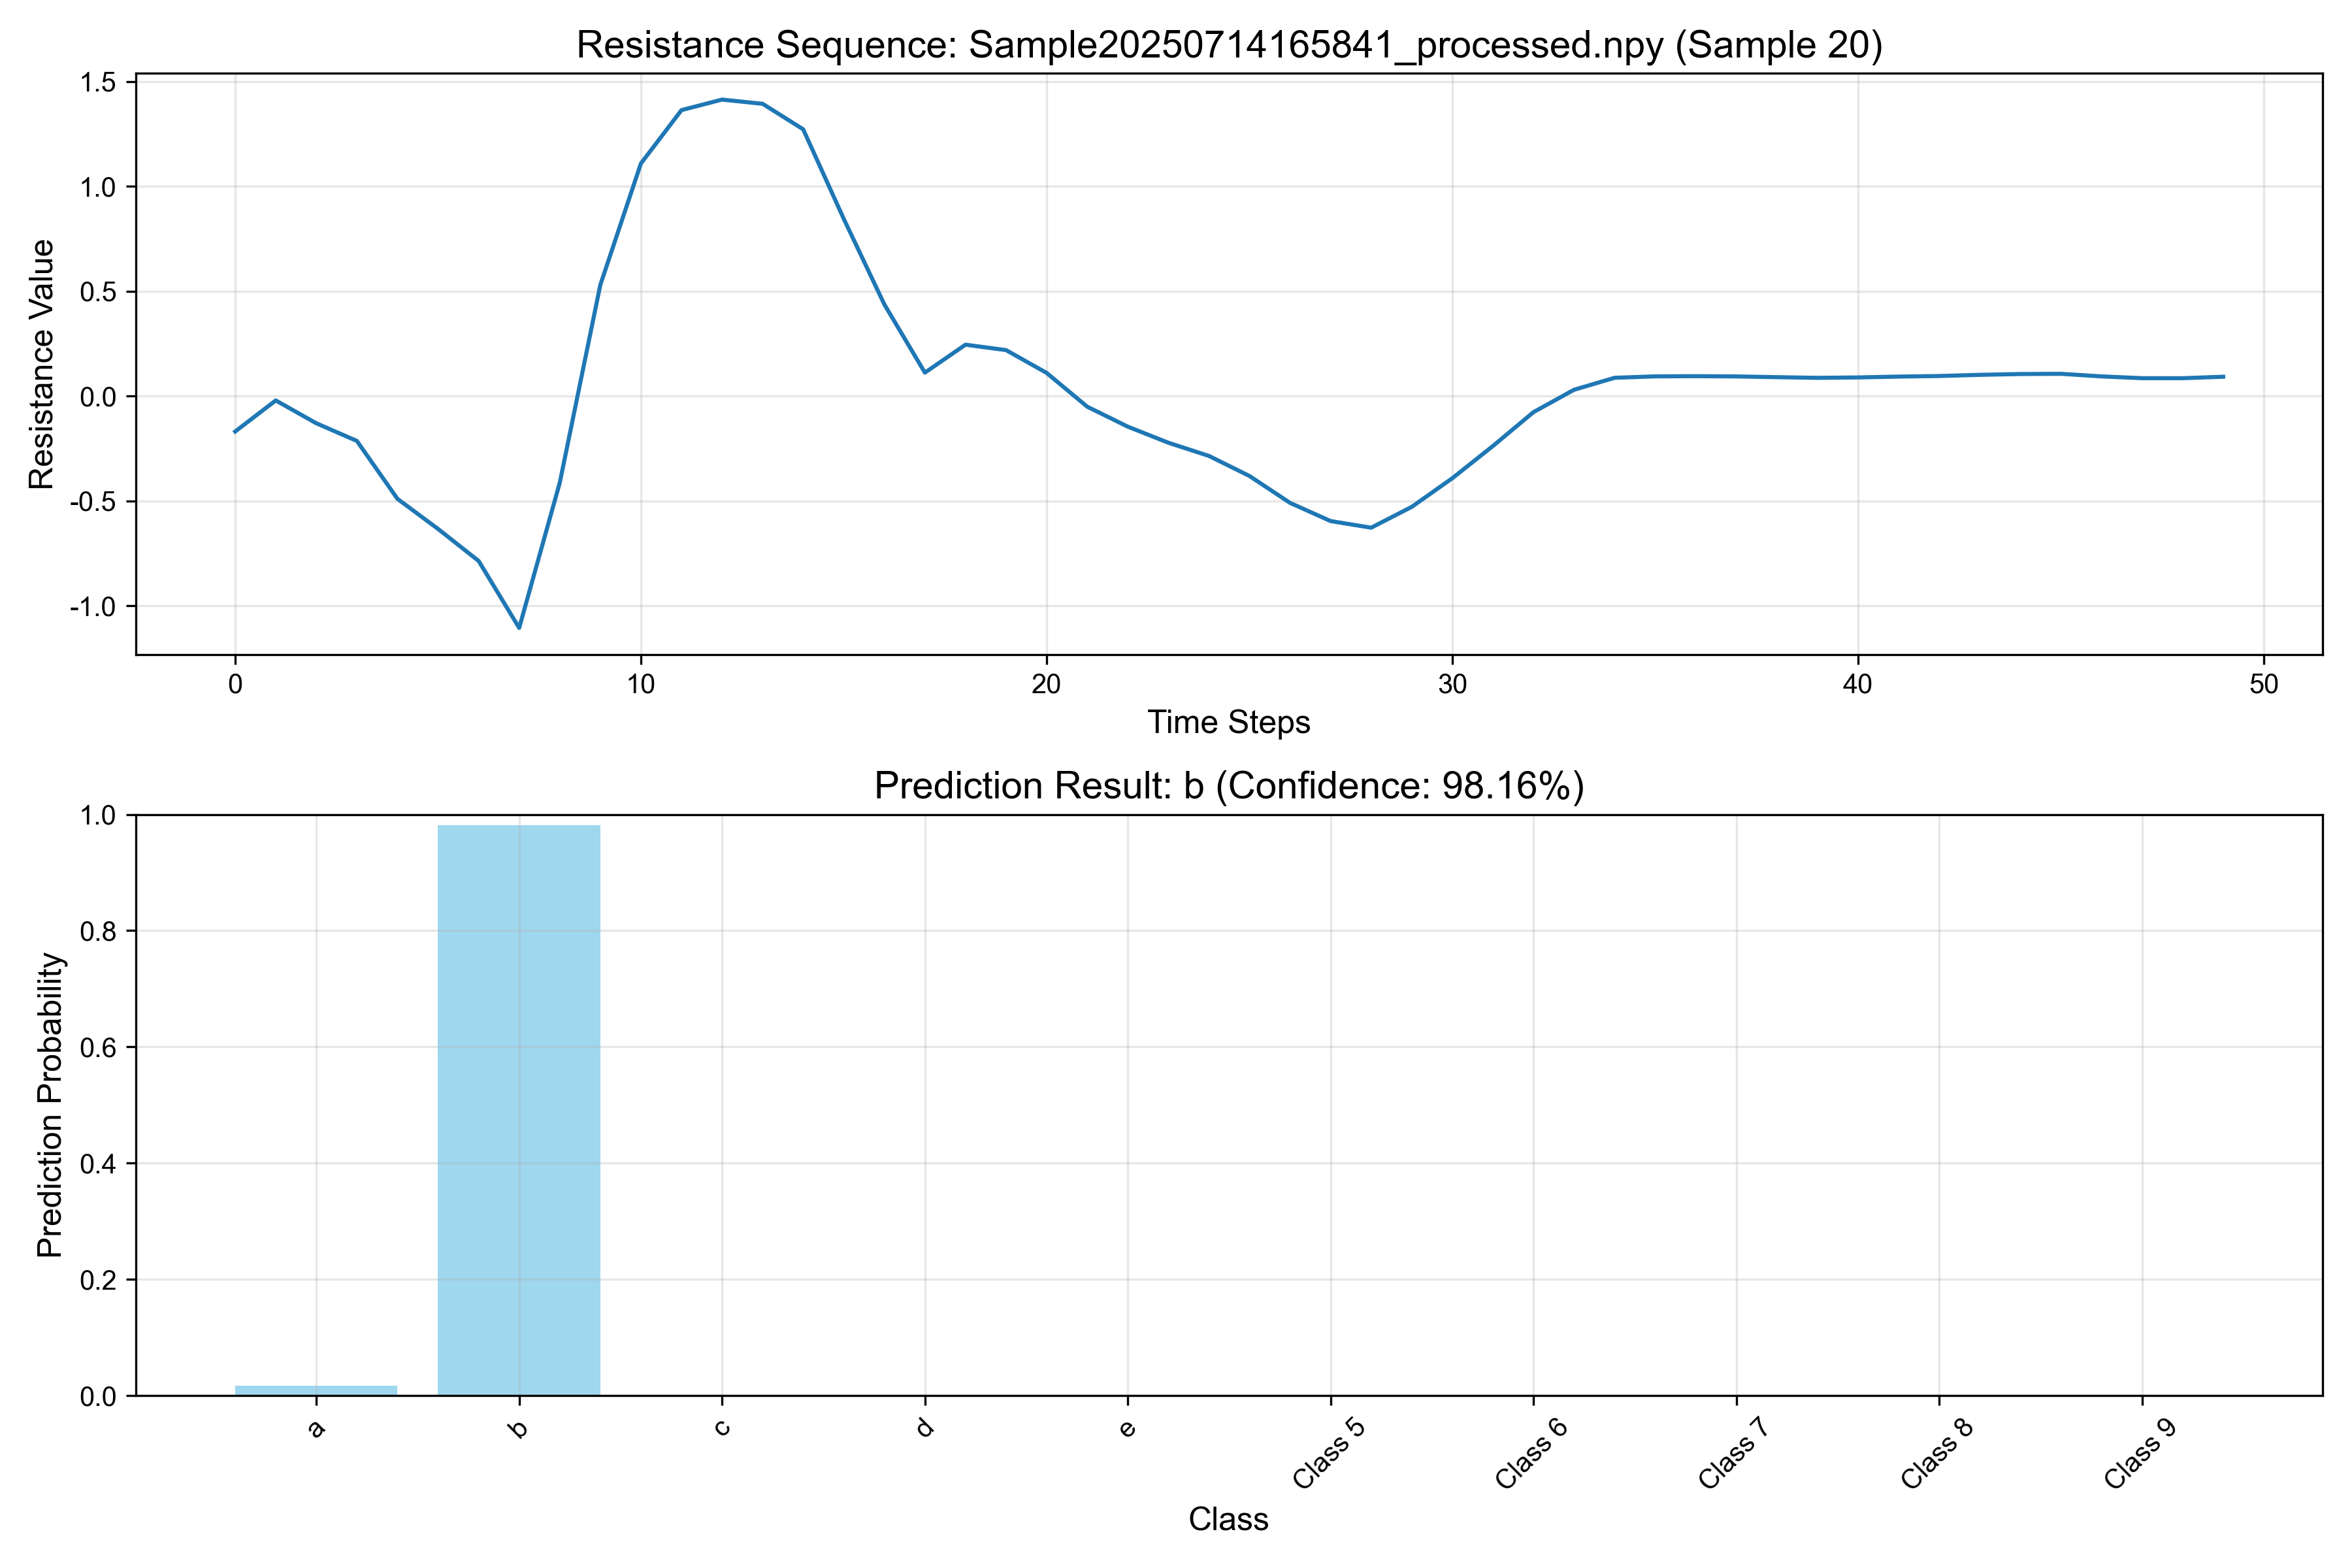 Resistance Sequence: Sample20250714165841_processed.npy (Sample 20)
Resistance Value
1.5
1.0
0.5
0.0
-0.5
-1.0
0 10 20 30 40 50
Time Steps
Prediction Result: b (Confidence: 98.16%)
Prediction Probability
1.0
0.8
0.6
0.4
0.2
0.0
a b c d e Class 5 Class 6 Class 7 Class 8 Class 9
Class